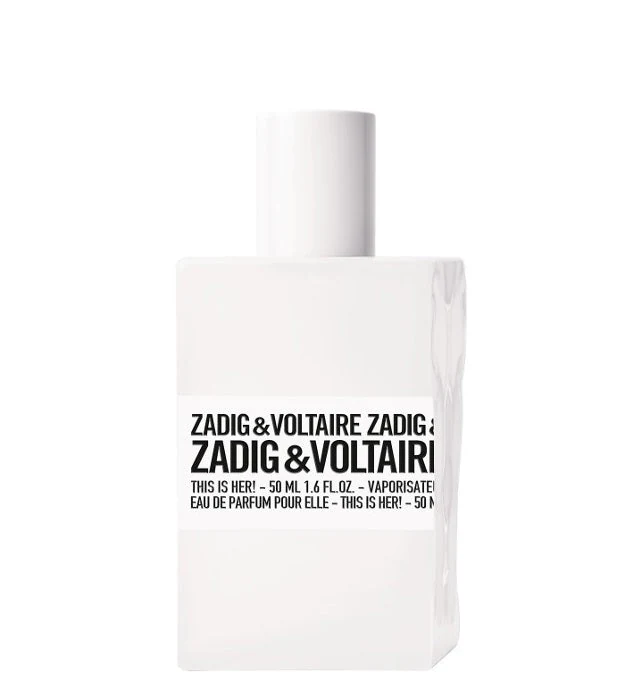 ZADIG&VOLTAIRE ZADIG &
ZADIG&VOLTAIRE
THIS IS HER! - 50 ML 1.6 FL.OZ. - VAPORISATEU
EAU DE PARFUM POUR ELLE - THIS IS HER! - 50 M